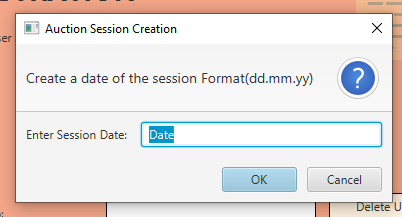 Auction Session Creation
ser
Create a date of the session Format(dd.mm.yy)
?
Enter Session Date: Date
OK Cancel
Delete U